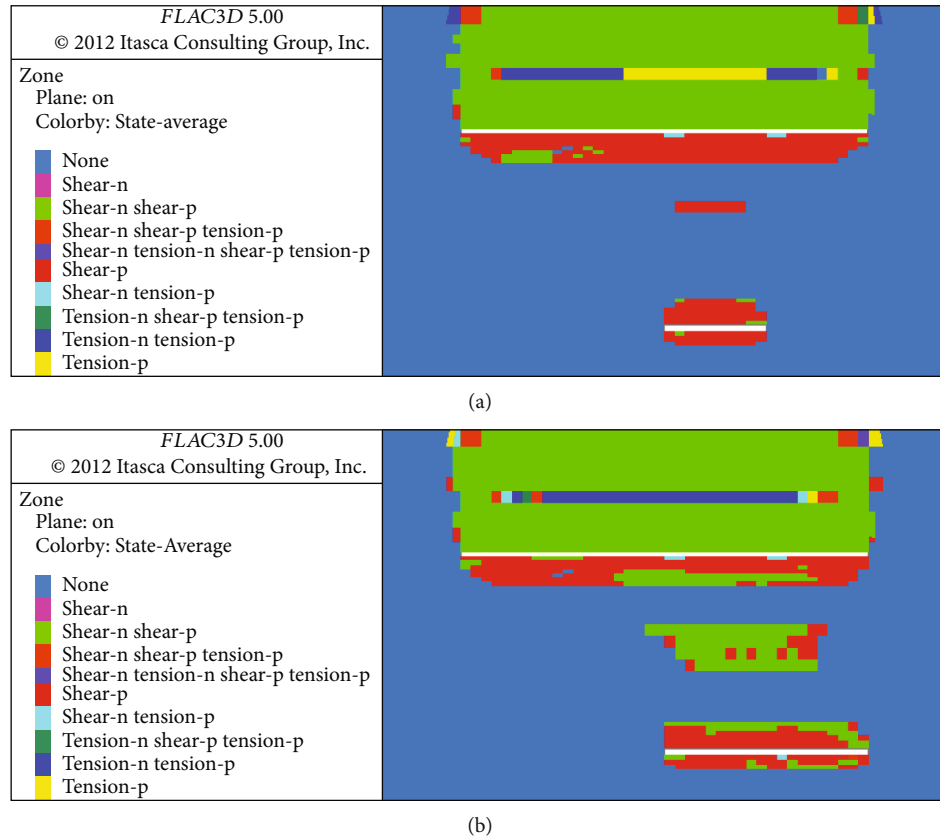 FLAC3D 5.00
© 2012 Itasca Consulting Group, Inc.
Zone
Plane: on
Colorby: State-average
None
Shear-n
Shear-n shear-p
Shear-n shear-p tension-p
Shear-n tension-n shear-p tension-p
Shear-p
Shear-n tension-p
Tension-n shear-p tension-p
Tension-n tension-p
Tension-p
(a)
FLAC3D 5.00
© 2012 Itasca Consulting Group, Inc.
Zone
Plane: on
Colorby: State-Average
None
Shear-n
Shear-n shear-p
Shear-n shear-p tension-p
Shear-n tension-n shear-p tension-p
Shear-p
Shear-n tension-p
Tension-n shear-p tension-p
Tension-n tension-p
Tension-p
(b)